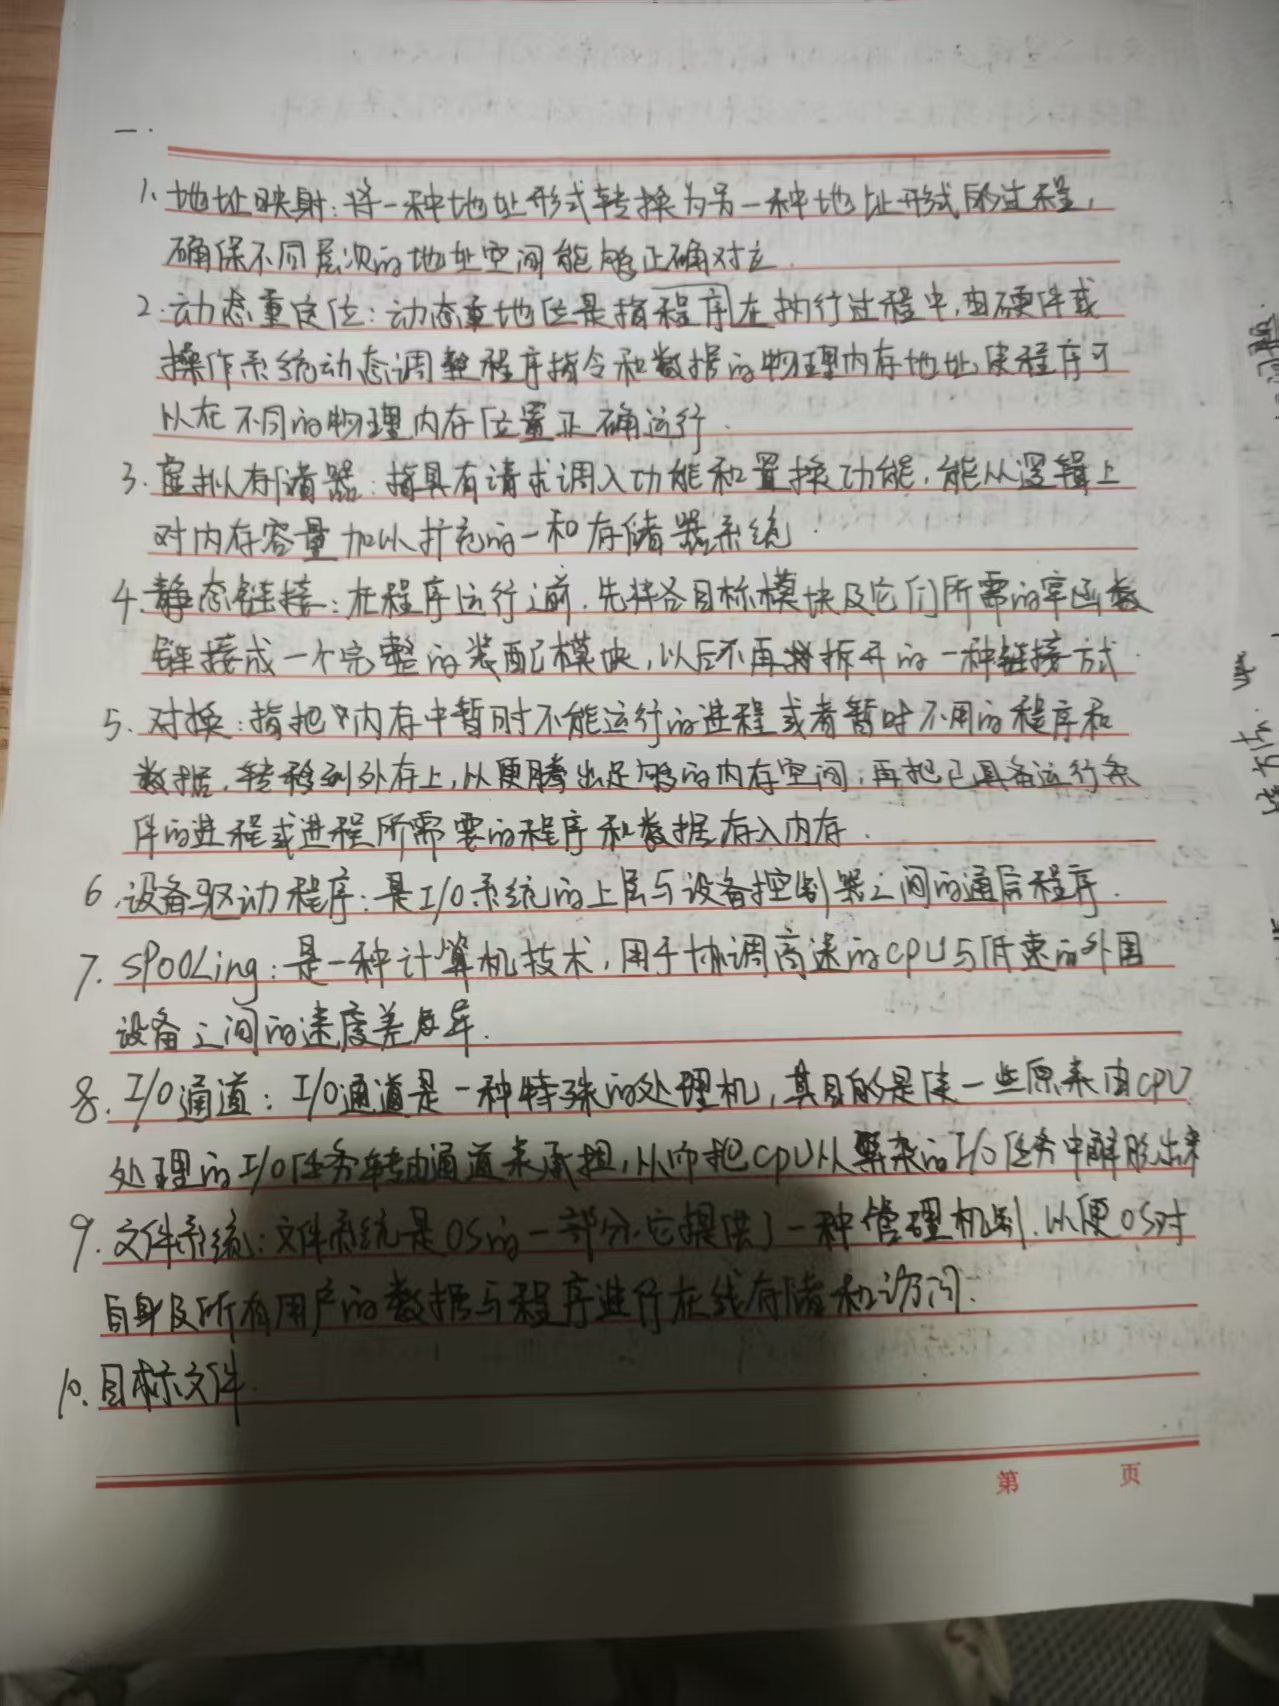 一.
1. 地址映射：将一种地址形式转换为另一种地址形式的过程，
确保不同层次的地址空间能够正确对应
2. 动态重定位：动态重地位是指程序在执行过程中，由硬件或
操作系统动态调整程序指令和数据的物理内存地址，使程序可
以在不同的物理内存位置正确运行.
3. 虚拟存储器：指具有请求调入功能和置换功能，能从逻辑上
对内存容量加以扩充的一种存储器系统.
4. 静态链接：在程序运行之前，先将各目标模块及它们所需的库函数
链接成一个完整的装配模块，以后不再拆开的一种链接方式.
5. 对换：指把内存中暂时不能运行的进程或者暂时不用的程序和
数据，转移到外存上，以便腾出足够的内存空间，再把已具备运行条
件的进程或进程所需要的程序和数据存入内存.
6. 设备驱动程序：是I/O系统的上层与设备控制器之间的通信程序.
7. SPOOLing：是一种计算机技术，用于协调高速的CPU与低速的外围
设备之间的速度差异.
8. I/O通道：I/O通道是一种特殊的处理机，其目的是使一些原来由CPU
处理的I/O任务转由通道来承担，从而把CPU从繁杂的I/O任务中解脱出来
9. 文件系统：文件系统是OS的一部分，它提供了一种管理机制，以便OS对
自身及所有用户的数据与程序进行在线存储和访问.
10. 目标文件.
第 页